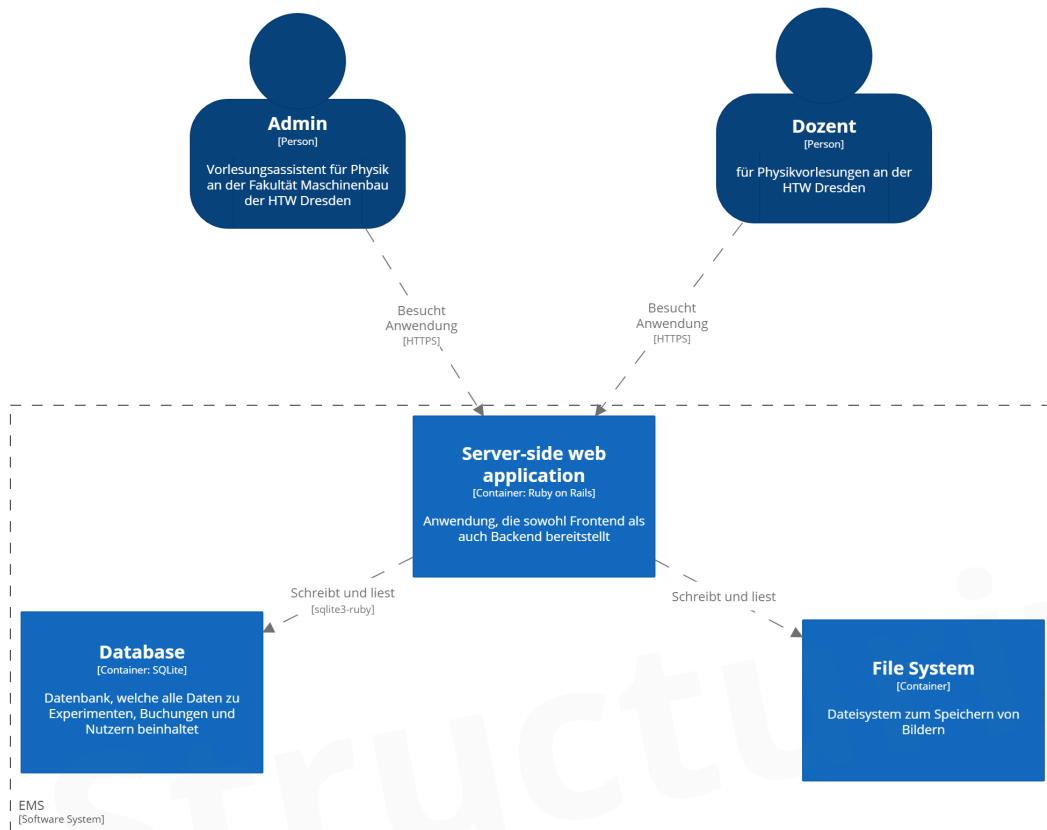 Admin
[Person]
Vorlesungsassistent für Physik
an der Fakultät Maschinenbau
der HTW Dresden
Dozent
[Person]
für Physikvorlesungen an der
HTW Dresden
Besucht
Anwendung
[HTTPS]
Besucht
Anwendung
[HTTPS]
Server-side web
application
[Container: Ruby on Rails]
Anwendung, die sowohl Frontend als
auch Backend bereitstellt
Schreibt und liest
[sqlite3-ruby]
Schreibt und liest
Database
[Container: SQLite]
Datenbank, welche alle Daten zu
Experimenten, Buchungen und
Nutzern beinhaltet
File System
[Container]
Dateisystem zum Speichern von
Bildern
EMS
[Software System]